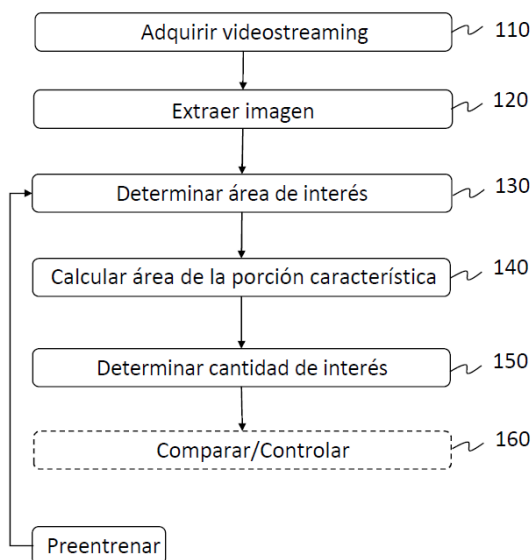 Adquirir videostreaming
110
Extraer imagen
120
Determinar área de interés
130
Calcular área de la porción característica
140
Determinar cantidad de interés
150
Comparar/Controlar
160
Preentrenar